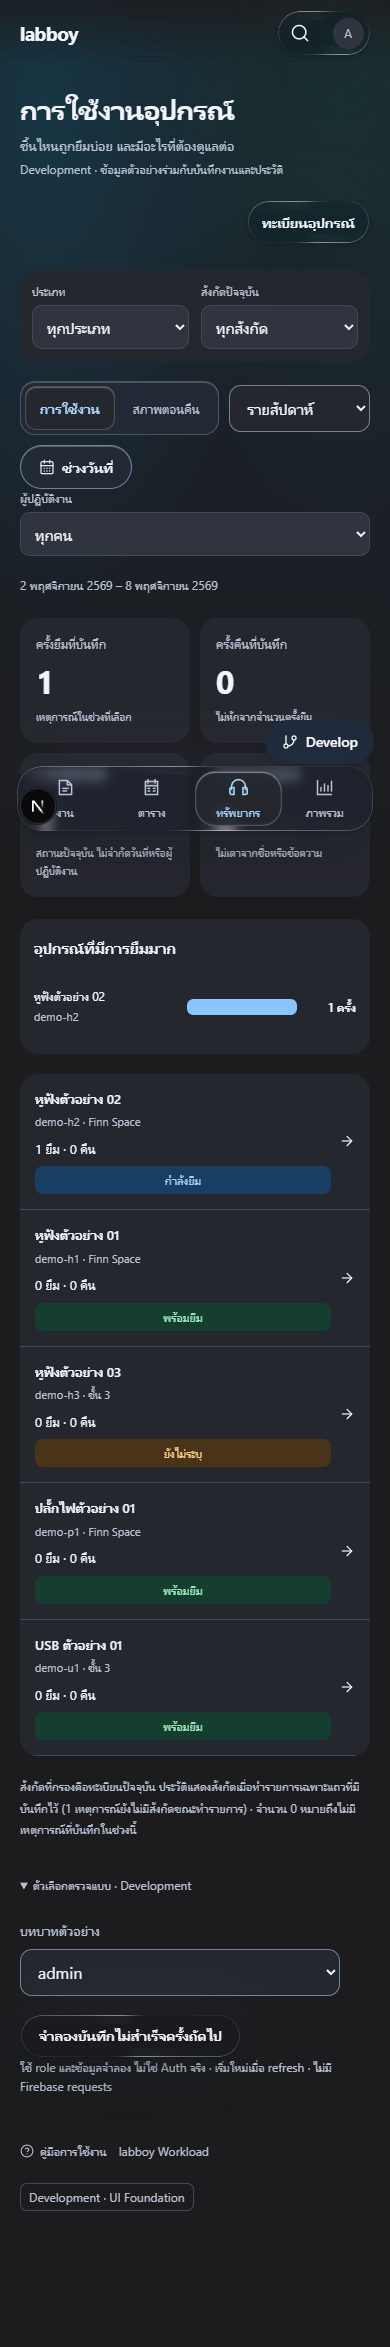 labboy
A
การใช้งานอุปกรณ์
ชิ้นไหนถูกยืมบ่อย และมีอะไรที่ต้องดูแลต่อ
Development · ข้อมูลตัวอย่างร่วมกับบันทึกงานและประวัติ
ทะเบียนอุปกรณ์
ประเภท
สังกัดปัจจุบัน
ทุกประเภท
ทุกสังกัด
การใช้งาน
สภาพตอนคืน
รายสัปดาห์
ช่วงวันที่
ผู้ปฏิบัติงาน
ทุกคน
2 พฤศจิกายน 2569 – 8 พฤศจิกายน 2569
ครั้งยืมที่บันทึก
1
เหตุการณ์ในช่วงที่เลือก
ครั้งคืนที่บันทึก
0
ไม่หักจากจำนวนครั้งยืม
Develop
N
งาน
ตาราง
ทรัพยากร
ภาพรวม
สถานะปัจจุบัน ไม่จำกัดวันที่หรือผู้
ปฏิบัติงาน
ไม่เดาจากชื่อหรือข้อความ
อุปกรณ์ที่มีการยืมมาก
หูฟังตัวอย่าง 02
demo-h2
1 ครั้ง
หูฟังตัวอย่าง 02
demo-h2 · Finn Space
1 ยืม · 0 คืน
กำลังยืม
หูฟังตัวอย่าง 01
demo-h1 · Finn Space
0 ยืม · 0 คืน
พร้อมยืม
หูฟังตัวอย่าง 03
demo-h3 · ชั้น 3
0 ยืม · 0 คืน
ยังไม่ระบุ
ปลั๊กไฟตัวอย่าง 01
demo-p1 · Finn Space
0 ยืม · 0 คืน
พร้อมยืม
USB ตัวอย่าง 01
demo-u1 · ชั้น 3
0 ยืม · 0 คืน
พร้อมยืม
สังกัดที่กรองคือทะเบียนปัจจุบัน ประวัติแสดงสังกัดเมื่อทำรายการเฉพาะแถวที่มี
บันทึกไว้ (1 เหตุการณ์ยังไม่มีสังกัดขณะทำรายการ) · จำนวน 0 หมายถึงไม่มี
เหตุการณ์ที่บันทึกในช่วงนี้
▼ ตัวเลือกตรวจแบบ · Development
บทบาทตัวอย่าง
admin
จำลองบันทึกไม่สำเร็จครั้งถัดไป
ใช้ role และข้อมูลจำลอง ไม่ใช่ Auth จริง · เริ่มใหม่เมื่อ refresh · ไม่มี
Firebase requests
คู่มือการใช้งาน labboy Workload
Development · UI Foundation